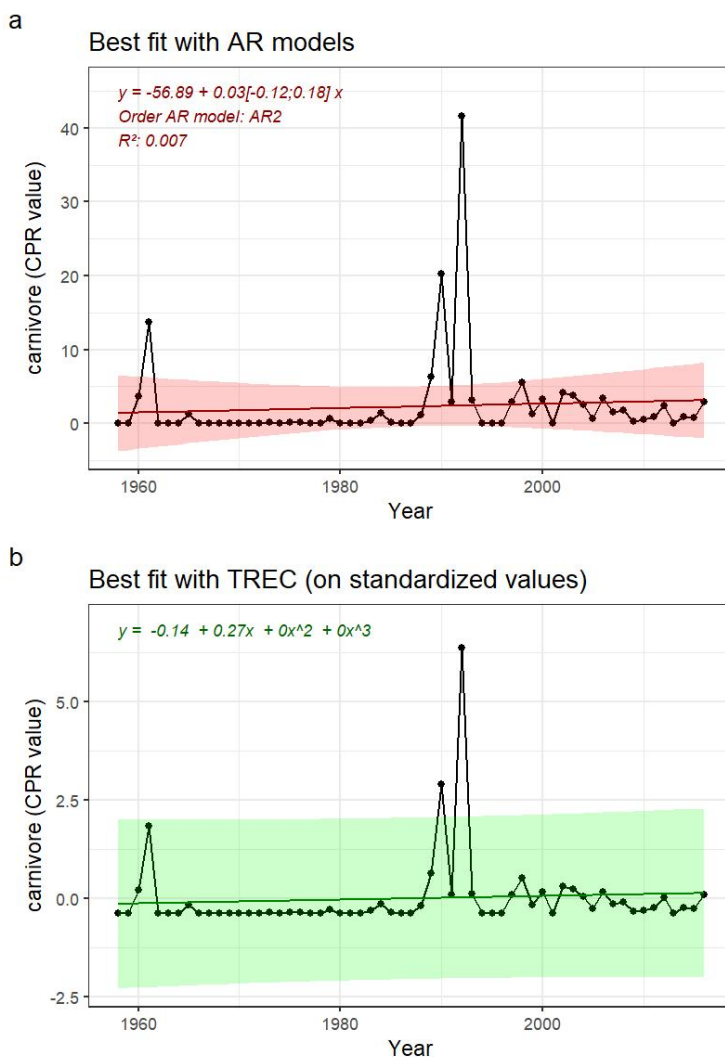 a
Best fit with AR models
y = -56.89 + 0.03[-0.12;0.18] x
Order AR model: AR2
R²: 0.007
carnivore (CPR value)
40
30
20
10
0
1960
1980
2000
Year
b
Best fit with TREC (on standardized values)
y =  -0.14  + 0.27x  + 0x^2  + 0x^3
carnivore (CPR value)
5.0
2.5
0.0
-2.5
1960
1980
2000
Year